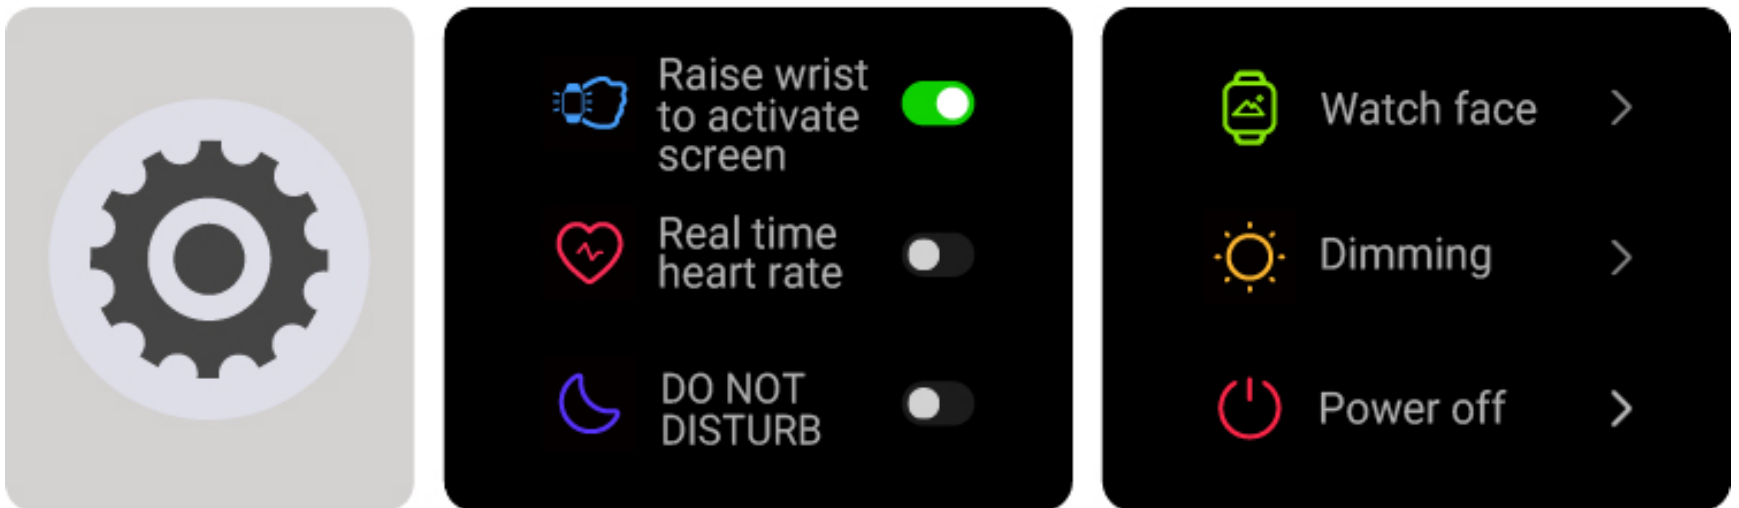 Raise wrist
to activate
screen
Real time
heart rate
DO NOT
DISTURB
Watch face
Dimming
Power off